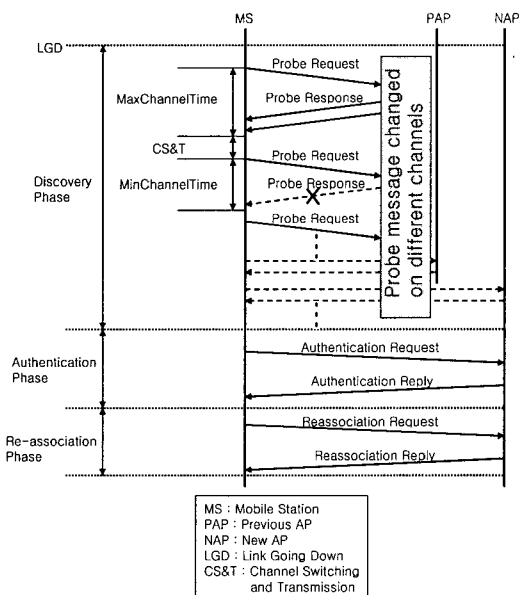 MS
PAP
NAP
LGD
Probe Request
MaxChannelTime
Probe Response
CS&T
Probe Request
Discovery
Phase
MinChannelTime
Probe Response
Probe Request
Probe message changed
on different channels
Authentication Request
Authentication
Phase
Authentication Reply
Reassociation Request
Re-association
Phase
Reassociation Reply
MS : Mobile Station
PAP : Previous AP
NAP : New AP
LGD : Link Going Down
CS&T : Channel Switching
and Transmission